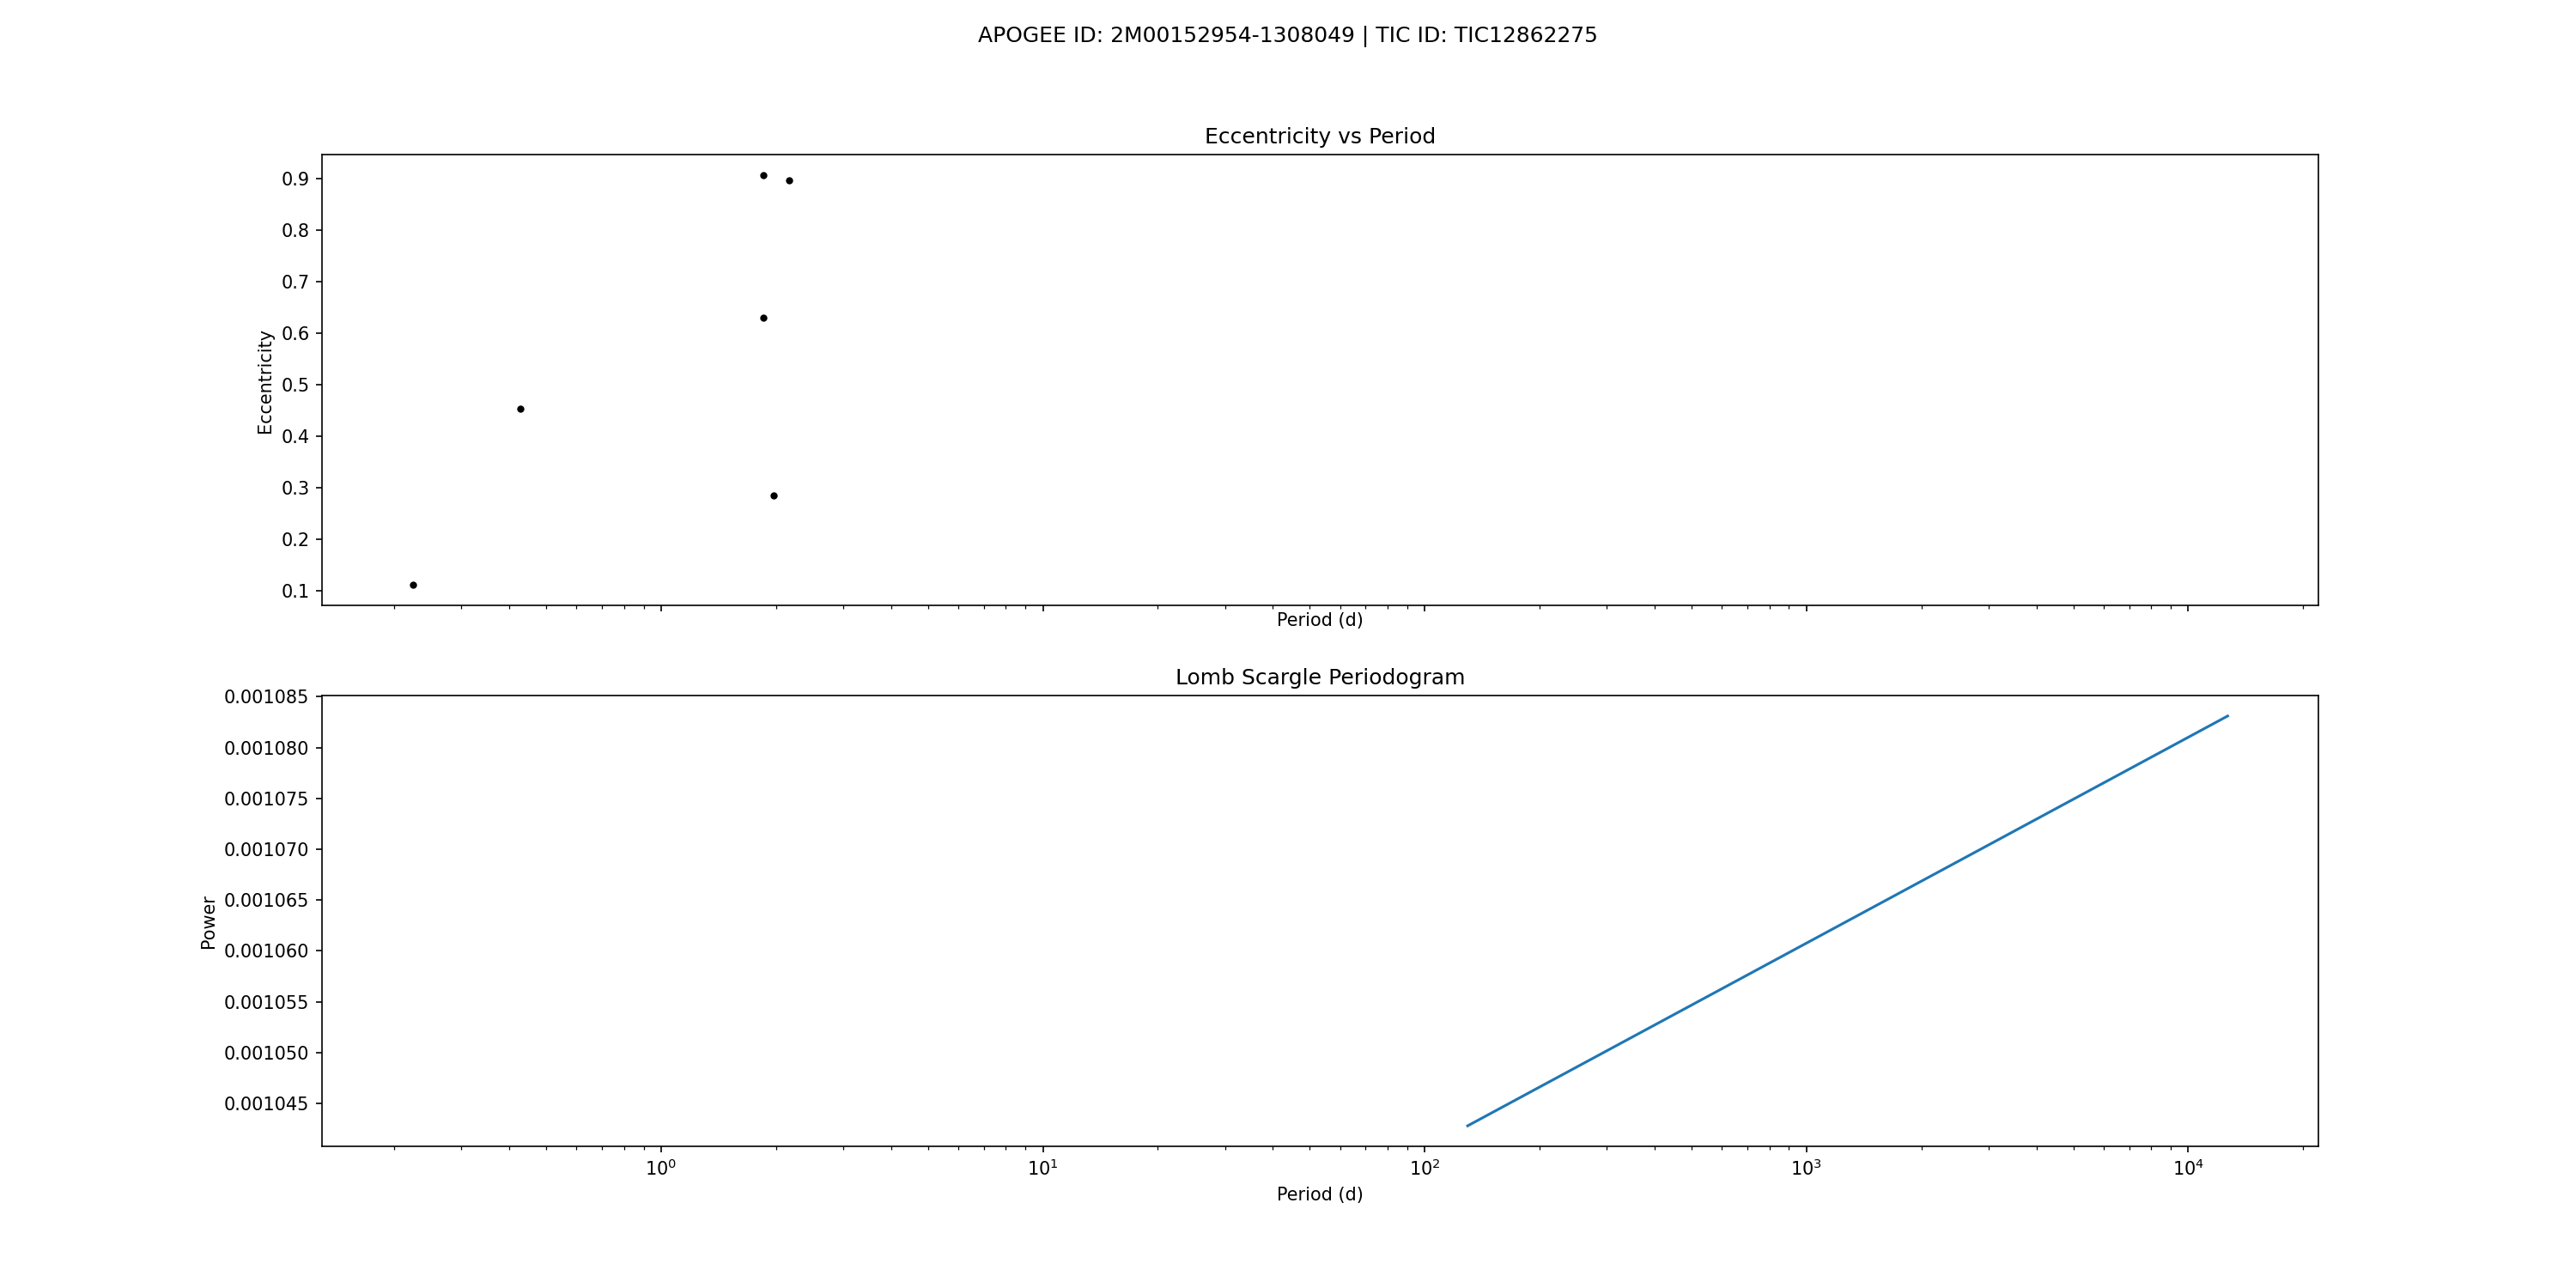 APOGEE ID: 2M00152954-1308049 | TIC ID: TIC12862275
Eccentricity vs Period
0.9
0.8
0.7
0.6
0.5
0.4
0.3
0.2
0.1
Eccentricity
Period (d)
Lomb Scargle Periodogram
0.001085
0.001080
0.001075
0.001070
0.001065
0.001060
0.001055
0.001050
0.001045
Power
10⁰ 10¹ 10² 10³ 10⁴
Period (d)